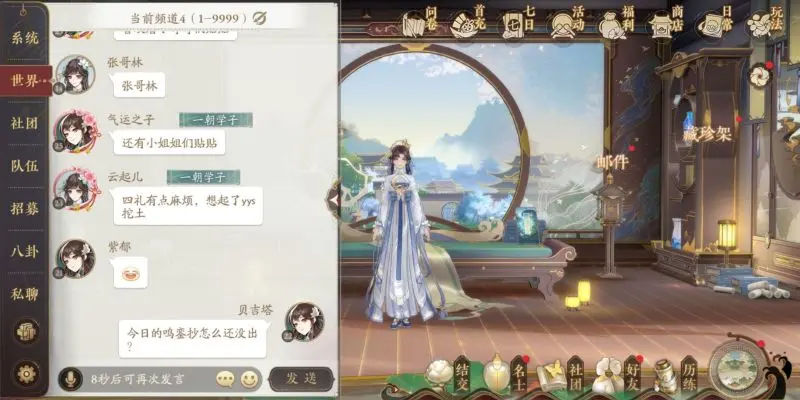 当前频道4（1-9999）
系统
世界
社团
队伍
招募
八卦
私聊
张哥林
张哥林
气运之子
一朝学子
还有小姐姐们贴贴
云起儿
一朝学子
四礼有点麻烦，想起了yys
挖土
紫郁
贝吉塔
今日的鸣銮抄怎么还没出
？
8秒后可再次发言
发送
问卷
首充
七日
活动
福利
商店
日常
玩法
邮件
藏珍架
结交
名士
社团
好友
历练